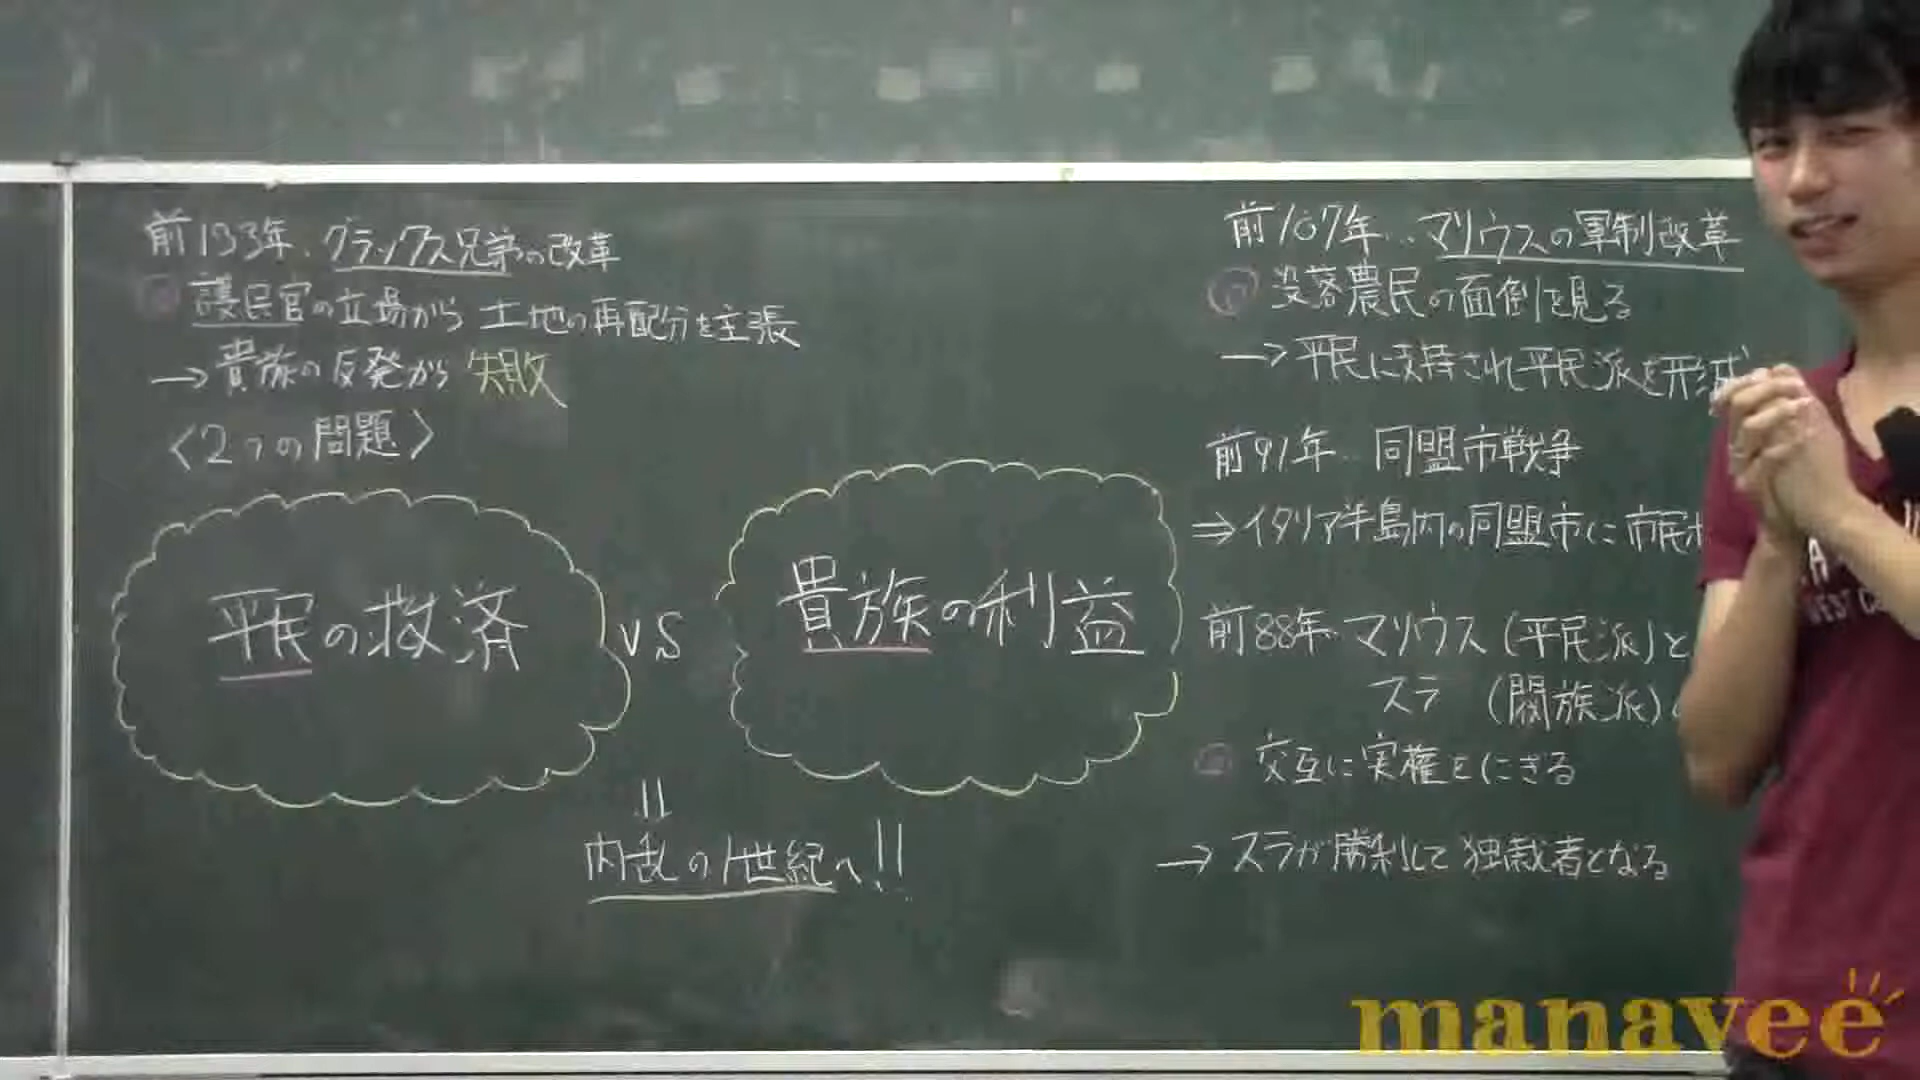 前133年‥グラックス兄弟の改革
護民官の立場から土地の再配分を主張
→貴族の反発から失敗
〈2つの問題〉
平民の救済
vs
貴族の利益
=
内乱の1世紀へ!!
前107年‥マリウスの軍制改革
没落農民の面倒を見る
→平民に支持され平民派を形成
前91年‥同盟市戦争
⇒イタリア半島内の同盟市に市民
前88年‥マリウス(平民派)と
スラ (閥族派)
交互に実権をにぎる
→スラが勝利して独裁者となる
manavee